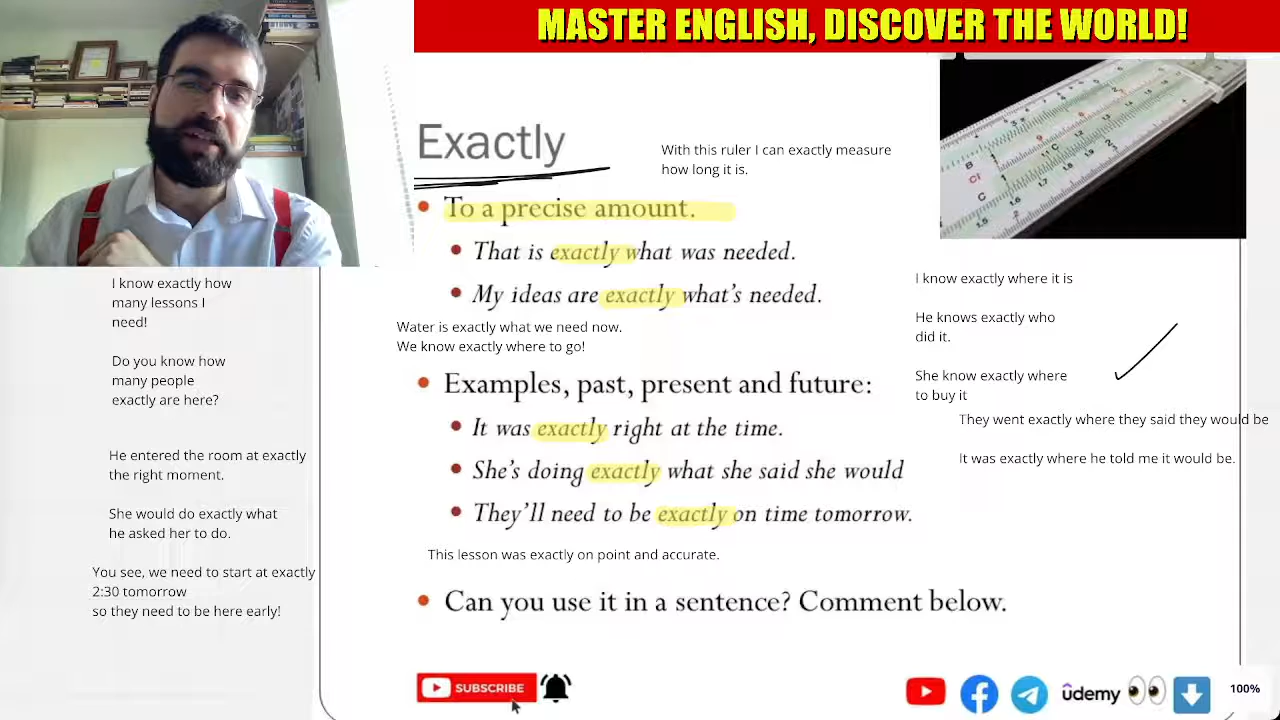 MASTER ENGLISH, DISCOVER THE WORLD!
Exactly
With this ruler I can exactly measure
how long it is.
To a precise amount.
That is exactly what was needed.
My ideas are exactly what's needed.
Water is exactly what we need now.
We know exactly where to go!
Examples, past, present and future:
It was exactly right at the time.
She's doing exactly what she said she would
They'll need to be exactly on time tomorrow.
This lesson was exactly on point and accurate.
Can you use it in a sentence? Comment below.
I know exactly how
many lessons I
need!
Do you know how
many people
exactly are here?
He entered the room at exactly
the right moment.
She would do exactly what
he asked her to do.
You see, we need to start at exactly
2:30 tomorrow
so they need to be here early!
I know exactly where it is
He knows exactly who
did it.
She know exactly where
to buy it
They went exactly where they said they would be
It was exactly where he told me it would be.
SUBSCRIBE
ûdemy
100%